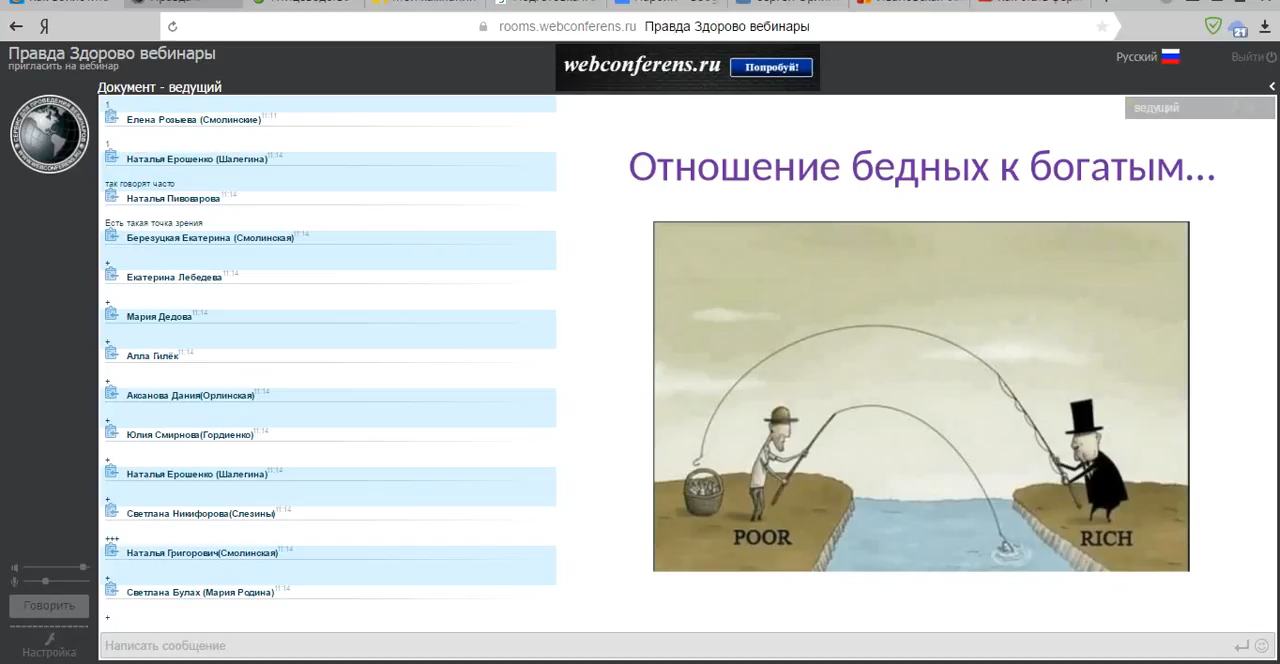 rooms.webconferens.ru Правда Здорово вебинары
21
Правда Здорово вебинары
пригласить на вебинар
webconferens.ru Попробуй!
Русский
Выйти
Документ - ведущий
ведущий
1
Елена Розыева (Смолинские) 11:11
1
Наталья Ерошенко (Шалегина) 11:14
так говорят часто
Наталья Пивоварова 11:14
Есть такая точка зрения
Березуцкая Екатерина (Смолинская) 11:14
+
Екатерина Лебедева 11:14
+
Мария Дедова 11:14
+
Алла Гилёк 11:14
+
Аксанова Дания(Орлинская) 11:14
+
Юлия Смирнова(Гордиенко) 11:14
+
Наталья Ерошенко (Шалегина) 11:14
+
Светлана Никифорова(Слезины) 11:14
+++
Наталья Григорович(Смолинская) 11:14
+
Светлана Булах (Мария Родина) 11:14
+
Отношение бедных к богатым...
POOR
RICH
Говорить
Настройка
Написать сообщение